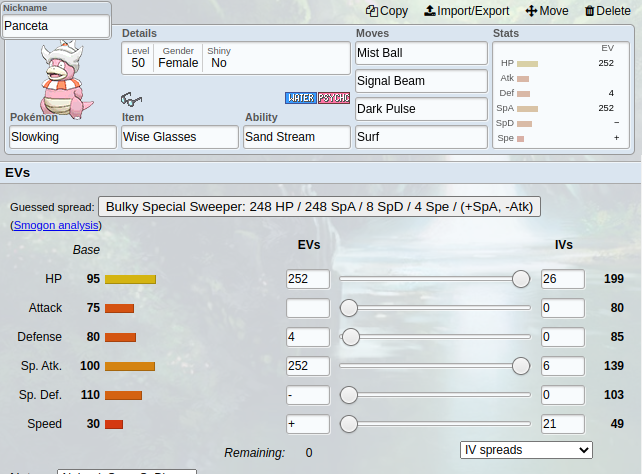 Nickname
Panceta
Copy Import/Export Move Delete
Details
Moves
Stats
Level Gender Shiny
50 Female No
Mist Ball
Signal Beam
Dark Pulse
Surf
EV
HP 252
Atk
Def 4
SpA 252
SpD −
Spe +
WATER PSYCHC
Pokémon
Slowking
Item
Wise Glasses
Ability
Sand Stream
EVs
Guessed spread: Bulky Special Sweeper: 248 HP / 248 SpA / 8 SpD / 4 Spe / (+SpA, -Atk)
(Smogon analysis)
Base EVs IVs
HP 95 252 26 199
Attack 75 0 80
Defense 80 4 0 85
Sp. Atk. 100 252 6 139
Sp. Def. 110 - 0 103
Speed 30 + 21 49
Remaining: 0
IV spreads